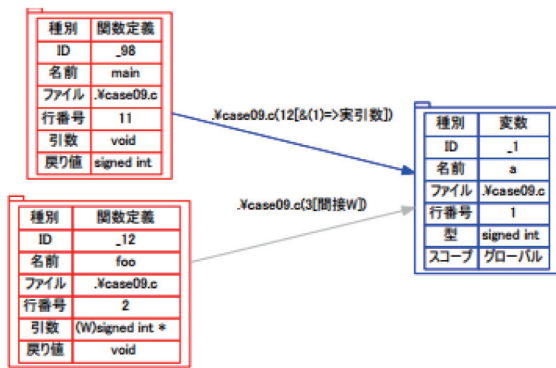 種別 関数定義
ID _98
名前 main
ファイル .¥case09.c
行番号 11
引数 void
戻り値 signed int
.¥case09.c(12[&(1)=>実引数])
種別 変数
ID _1
名前 a
ファイル .¥case09.c
行番号 1
型 signed int
スコープ グローバル
.¥case09.c(3[間接W])
種別 関数定義
ID _12
名前 foo
ファイル .¥case09.c
行番号 2
引数 (W)signed int *
戻り値 void